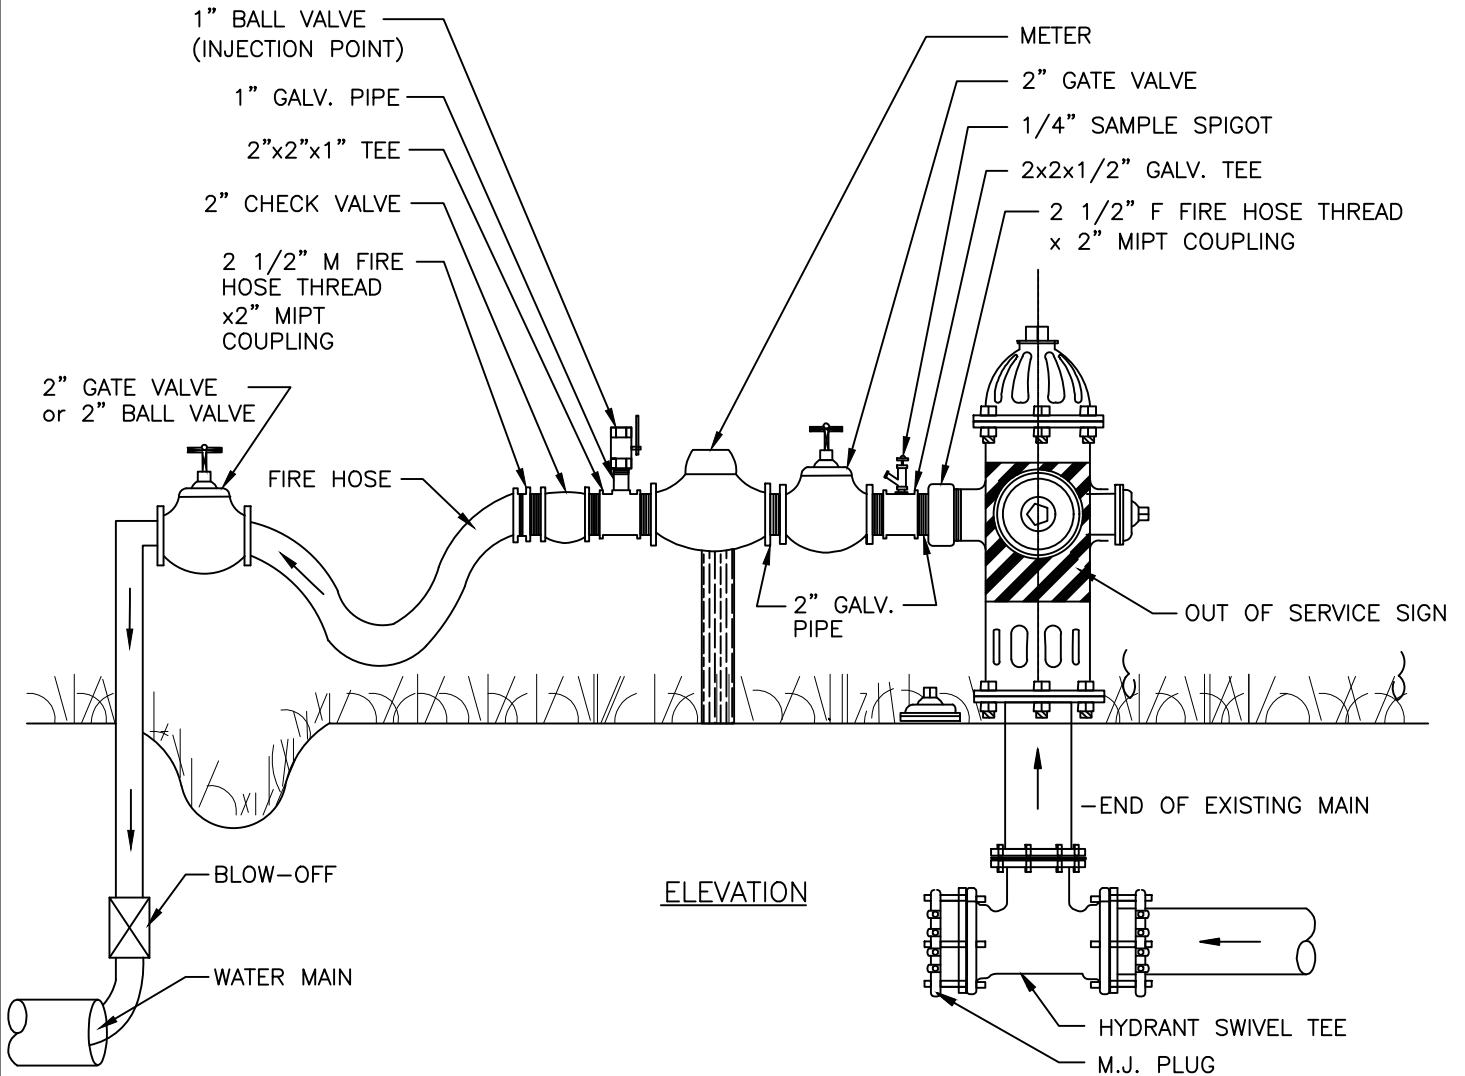 1” BALL VALVE
(INJECTION POINT)
1” GALV. PIPE
2”x2”x1” TEE
2” CHECK VALVE
2 1/2” M FIRE
HOSE THREAD
x2” MIPT
COUPLING
2” GATE VALVE
or 2” BALL VALVE
FIRE HOSE
METER
2” GATE VALVE
1/4” SAMPLE SPIGOT
2x2x1/2” GALV. TEE
2 1/2” F FIRE HOSE THREAD
x 2” MIPT COUPLING
2” GALV.
PIPE
OUT OF SERVICE SIGN
END OF EXISTING MAIN
BLOW-OFF
ELEVATION
WATER MAIN
HYDRANT SWIVEL TEE
M.J. PLUG